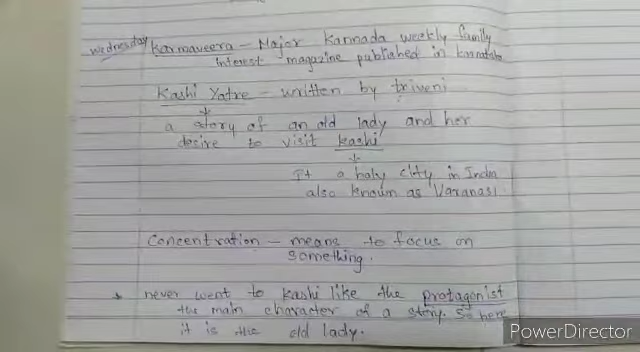 Wednesday
Karmaveera - Major Kannada weekly family
interest magazine published in Karnataka
Kashi Yatre - written by triveni
a story of an old lady and her
desire to visit kashi
It a holy city in India
also known as Varanasi
Concentration - means to focus on
something.
never went to Kashi like the protagonist
the main character of a story. So here
it is the old lady.
PowerDirector